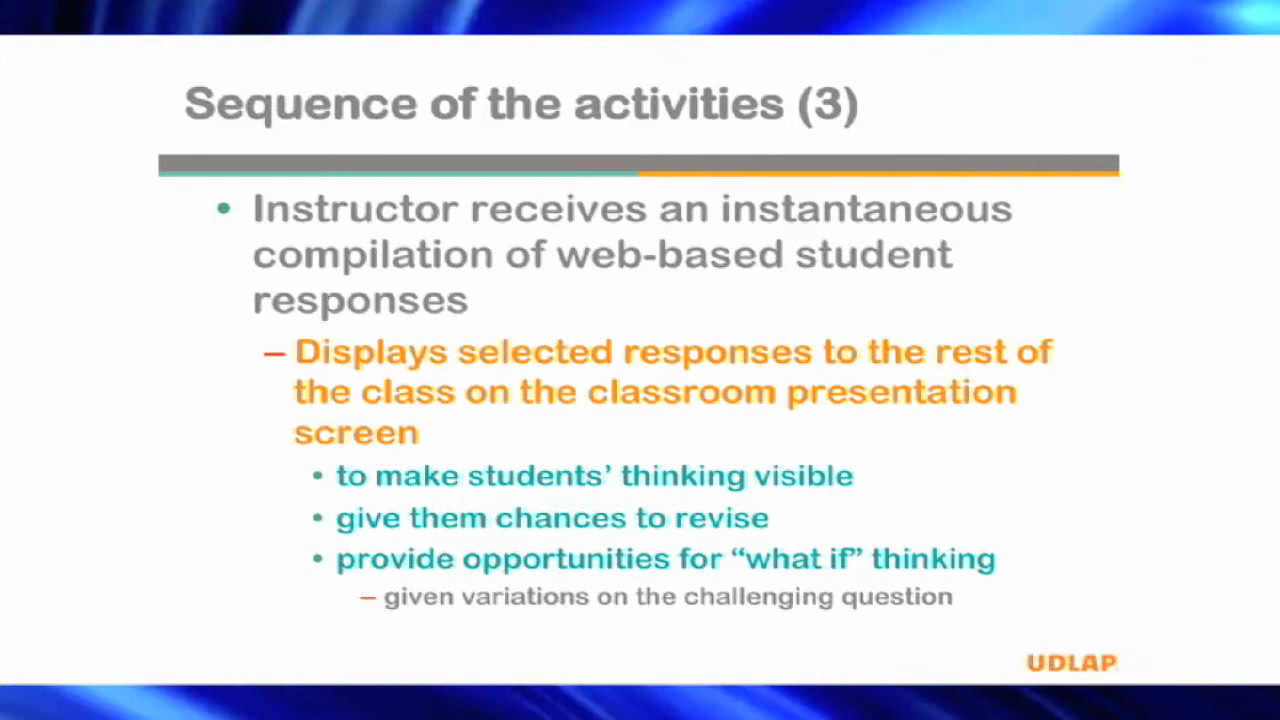 Sequence of the activities (3)
• Instructor receives an instantaneous
compilation of web-based student
responses
– Displays selected responses to the rest of
the class on the classroom presentation
screen
• to make students’ thinking visible
• give them chances to revise
• provide opportunities for “what if” thinking
– given variations on the challenging question
UDLAP